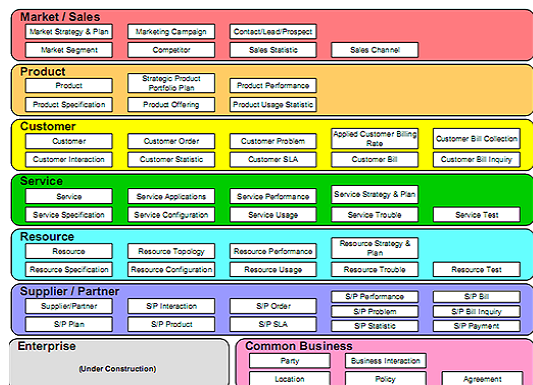 Market / Sales
Market Strategy & Plan
Marketing Campaign
Contact/Lead/Prospect
Market Segment
Competitor
Sales Statistic
Sales Channel
Product
Product
Strategic Product
Portfolio Plan
Product Performance
Product Specification
Product Offering
Product Usage Statistic
Customer
Customer
Customer Order
Customer Problem
Applied Customer Billing
Rate
Customer Bill Collection
Customer Interaction
Customer Statistic
Customer SLA
Customer Bill
Customer Bill Inquiry
Service
Service
Service Applications
Service Performance
Service Strategy & Plan
Service Specification
Service Configuration
Service Usage
Service Trouble
Service Test
Resource
Resource
Resource Topology
Resource Performance
Resource Strategy &
Plan
Resource Specification
Resource Configuration
Resource Usage
Resource Trouble
Resource Test
Supplier / Partner
Supplier/Partner
S/P Interaction
S/P Order
S/P Performance
S/P Bill
S/P Problem
S/P Bill Inquiry
S/P Plan
S/P Product
S/P SLA
S/P Statistic
S/P Payment
Enterprise
(Under Construction)
Common Business
Party
Business Interaction
Location
Policy
Agreement